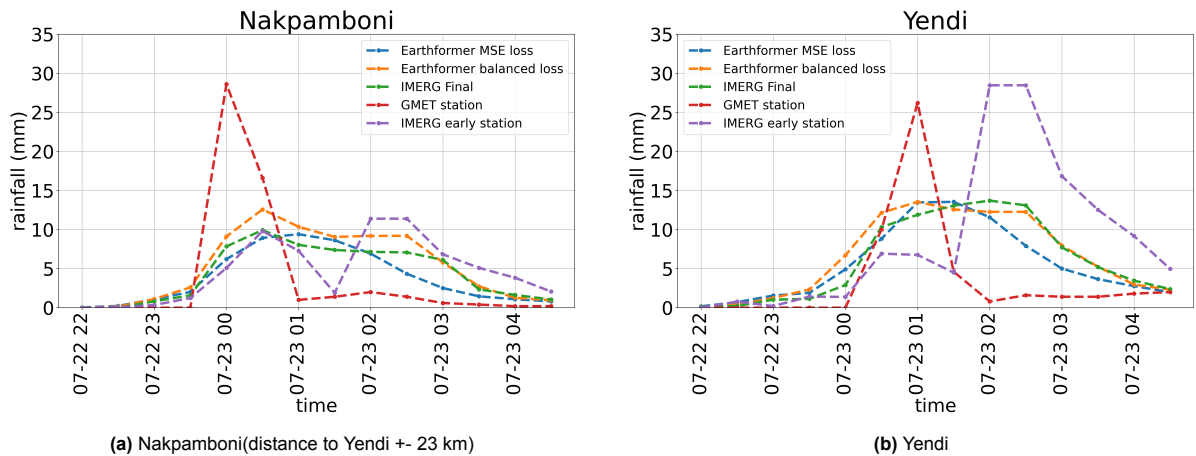 Nakpamboni
35
30
25
20
15
10
5
0
rainfall (mm)
Earthformer MSE loss
Earthformer balanced loss
IMERG Final
GMET station
IMERG early station
07-22 22
07-22 23
07-23 00
07-23 01
07-23 02
07-23 03
07-23 04
time
(a) Nakpamboni(distance to Yendi +- 23 km)
Yendi
35
30
25
20
15
10
5
0
rainfall (mm)
Earthformer MSE loss
Earthformer balanced loss
IMERG Final
GMET station
IMERG early station
07-22 22
07-22 23
07-23 00
07-23 01
07-23 02
07-23 03
07-23 04
time
(b) Yendi